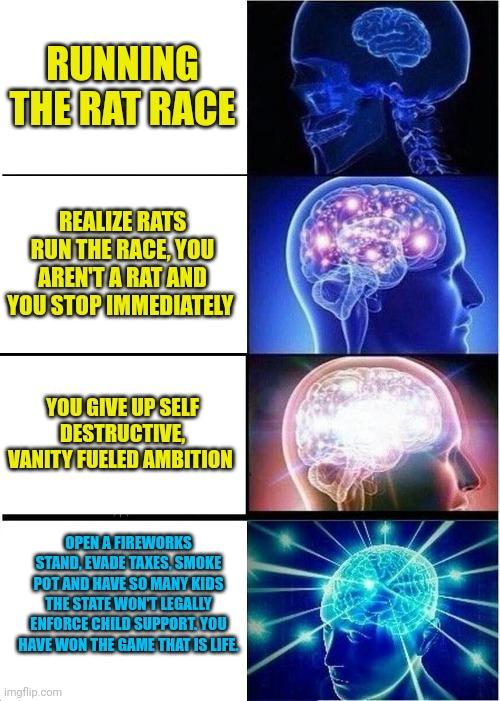 RUNNING
THE RAT RACE
REALIZE RATS
RUN THE RACE, YOU
AREN'T A RAT AND
YOU STOP IMMEDIATELY
YOU GIVE UP SELF
DESTRUCTIVE,
VANITY FUELED AMBITION
OPEN A FIREWORKS
STAND, EVADE TAXES, SMOKE
POT AND HAVE SO MANY KIDS
THE STATE WON'T LEGALLY
ENFORCE CHILD SUPPORT. YOU
HAVE WON THE GAME THAT IS LIFE.
imgflip.com